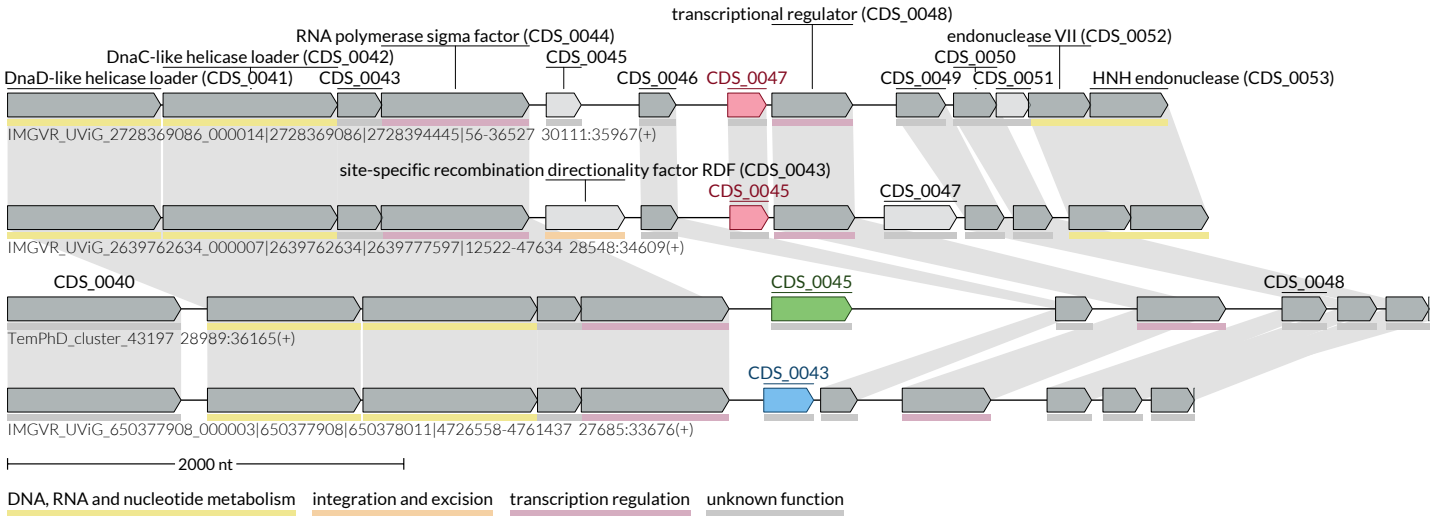 transcriptional regulator (CDS_0048)
RNA polymerase sigma factor (CDS_0044)
endonuclease VII (CDS_0052)
DnaC-like helicase loader (CDS_0042)
CDS_0045
CDS_0050
DnaD-like helicase loader (CDS_0041)
CDS_0043
CDS_0046
CDS_0047
CDS_0049
CDS_0051
HNH endonuclease (CDS_0053)
IMGVR_UViG_2728369086_000014|2728369086|2728394445|56-36527 30111:35967(+)
site-specific recombination directionality factor RDF (CDS_0043)
CDS_0045
CDS_0047
IMGVR_UViG_2639762634_000007|2639762634|2639777597|12522-47634 28548:34609(+)
CDS_0040
CDS_0045
CDS_0048
TemPhD_cluster_43197 28989:36165(+)
CDS_0043
IMGVR_UViG_650377908_000003|650377908|650378011|4726558-4761437 27685:33676(+)
2000 nt
DNA, RNA and nucleotide metabolism
integration and excision
transcription regulation
unknown function